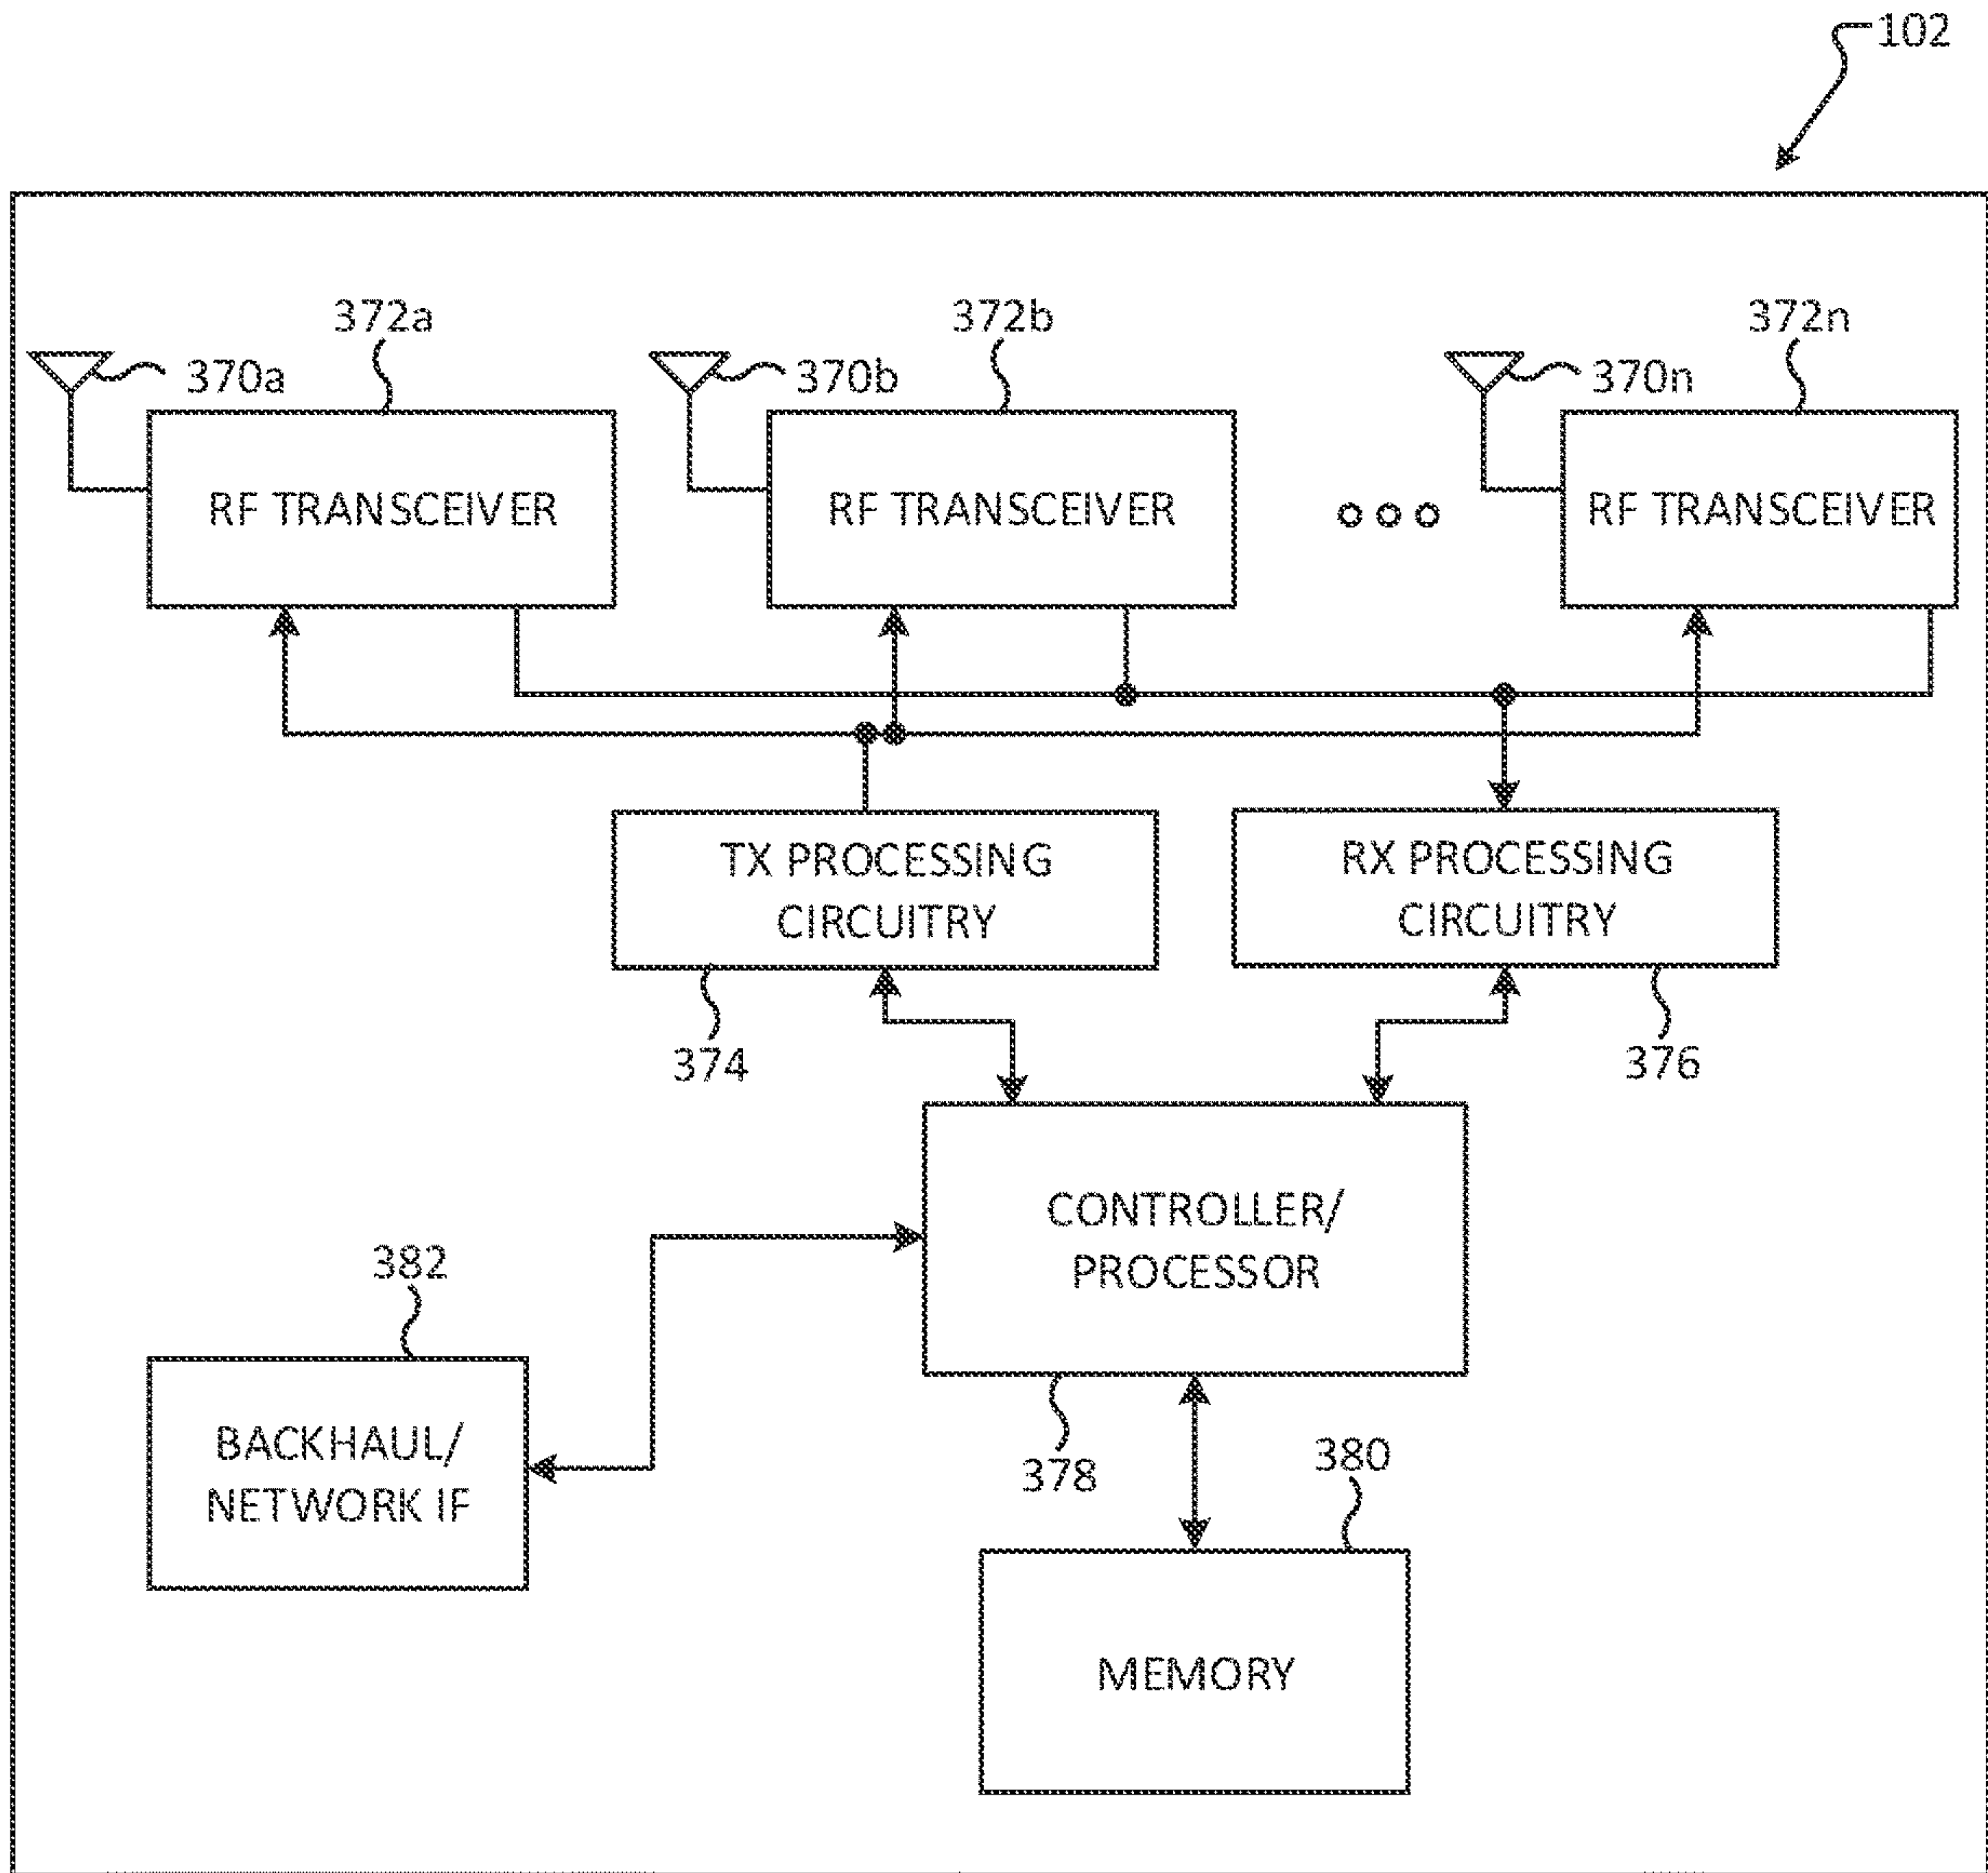 102
372a
372b
372n
370a
370b
370n
RF TRANSCEIVER
RF TRANSCEIVER
RF TRANSCEIVER
TX PROCESSING
CIRCUITRY
RX PROCESSING
CIRCUITRY
374
376
CONTROLLER/
PROCESSOR
382
BACKHAUL/
NETWORK IF
378
380
MEMORY